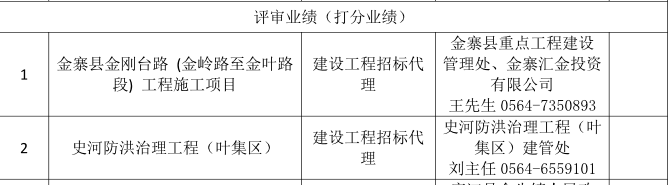 评审业绩（打分业绩）
1
金寨县金刚台路 (金岭路至金叶路
段) 工程施工项目
建设工程招标代
理
金寨县重点工程建设
管理处、金寨汇金投资
有限公司
王先生 0564-7350893
2
史河防洪治理工程（叶集区）
建设工程招标代
理
史河防洪治理工程（叶
集区）建管处
刘主任 0564-6559101